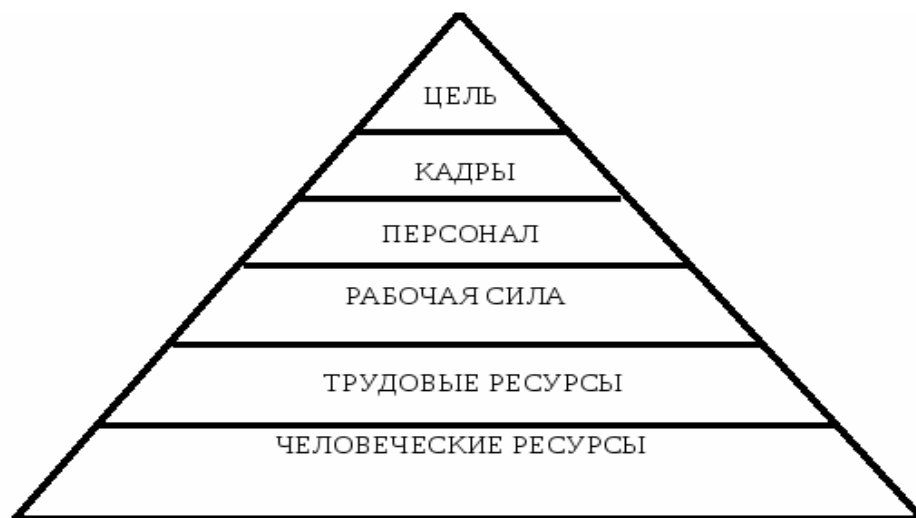 ЦЕЛЬ
КАДРЫ
ПЕРСОНАЛ
РАБОЧАЯ СИЛА
ТРУДОВЫЕ РЕСУРСЫ
ЧЕЛОВЕЧЕСКИЕ РЕСУРСЫ